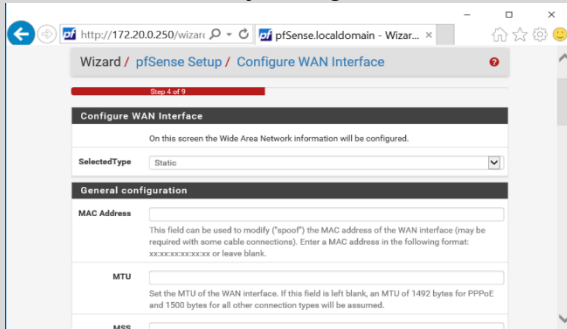 http://172.20.0.250/wizard
pfSense.localdomain - Wizar...
Wizard / pfSense Setup / Configure WAN Interface
Step 4 of 9
Configure WAN Interface
On this screen the Wide Area Network information will be configured.
SelectedType
Static
General configuration
MAC Address
This field can be used to modify ("spoof") the MAC address of the WAN interface (may be
required with some cable connections). Enter a MAC address in the following format:
xx:xx:xx:xx:xx:xx or leave blank.
MTU
Set the MTU of the WAN interface. If this field is left blank, an MTU of 1492 bytes for PPPoE
and 1500 bytes for all other connection types will be assumed.
MSS